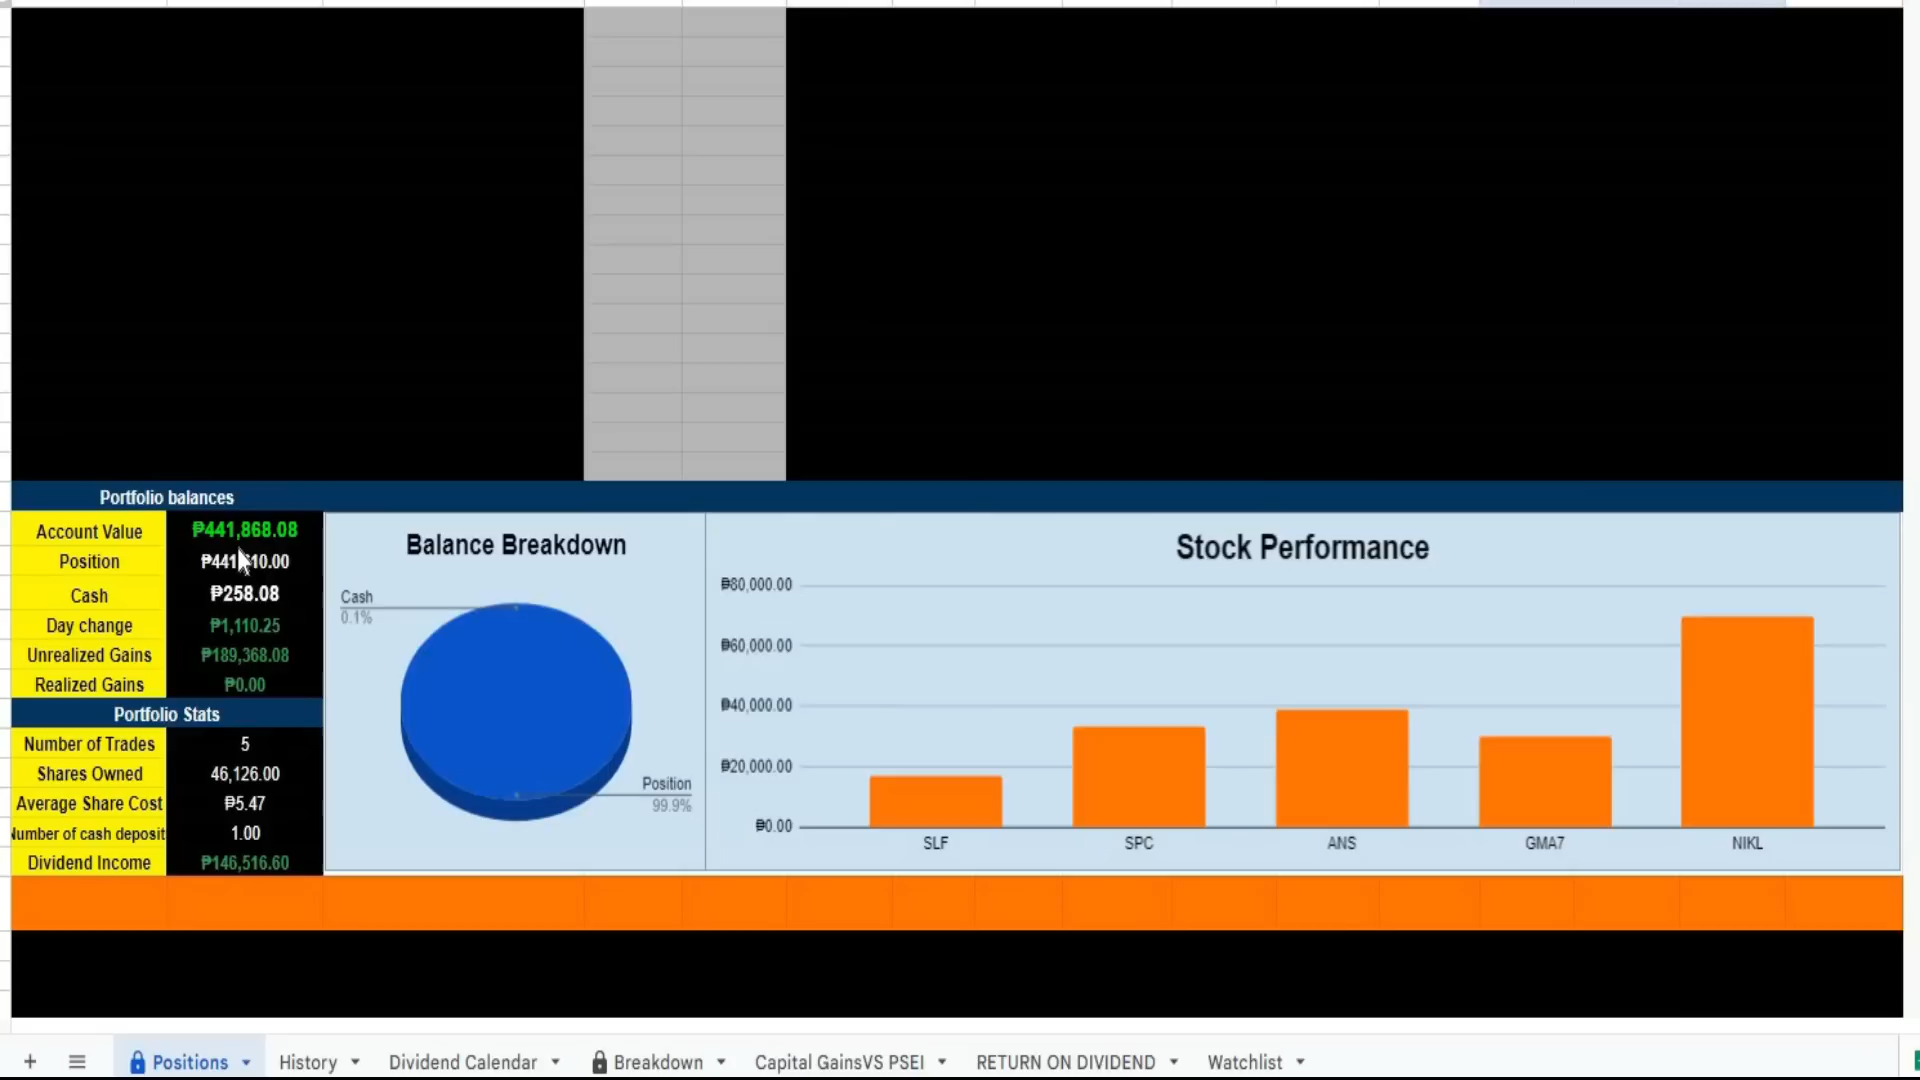 Portfolio balances
Account Value ₱441,868.08
Position
Cash ₱258.08
Day change ₱1,110.25
Unrealized Gains ₱189,368.08
Realized Gains ₱0.00
Portfolio Stats
Number of Trades 5
Shares Owned 46,126.00
Average Share Cost ₱5.47
Number of cash deposit 1.00
Dividend Income ₱146,516.60
Balance Breakdown
Cash
0.1%
Position
99.9%
Stock Performance
₱80,000.00
₱60,000.00
₱40,000.00
₱20,000.00
₱0.00
SLF SPC ANS GMA7 NIKL
Positions History Dividend Calendar Breakdown Capital GainsVS PSEI RETURN ON DIVIDEND Watchlist